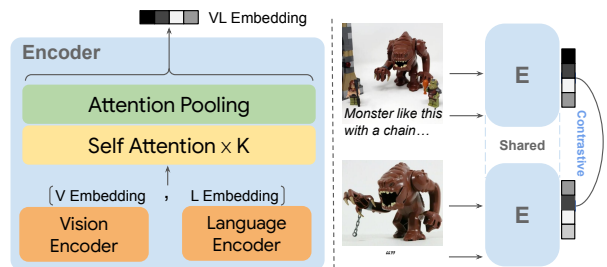 VL Embedding
Encoder
Attention Pooling
Self Attention x K
[V Embedding , L Embedding]
Vision
Encoder
Language
Encoder
Monster like this
with a chain…
“”
E
Shared
E
Contrastive